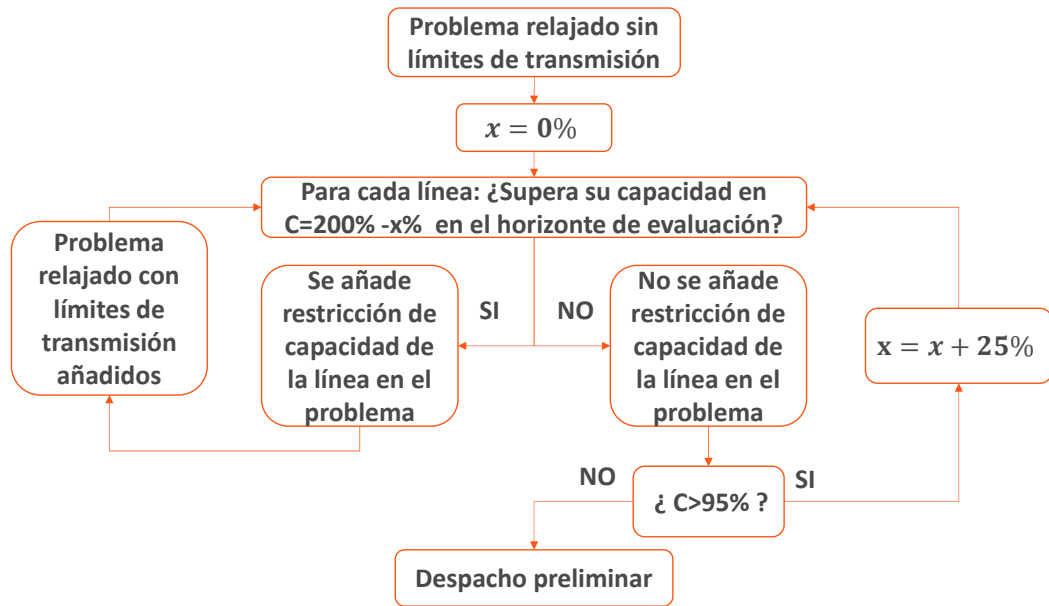 Problema relajado sin
límites de transmisión
x = 0%
Para cada línea: ¿Supera su capacidad en
C=200% -x% en el horizonte de evaluación?
Problema
relajado con
límites de
transmisión
añadidos
Se añade
restricción de
capacidad de
la línea en el
problema
SI
NO
No se añade
restricción de
capacidad de
la línea en el
problema
x = x + 25%
NO
SI
¿ C>95% ?
Despacho preliminar